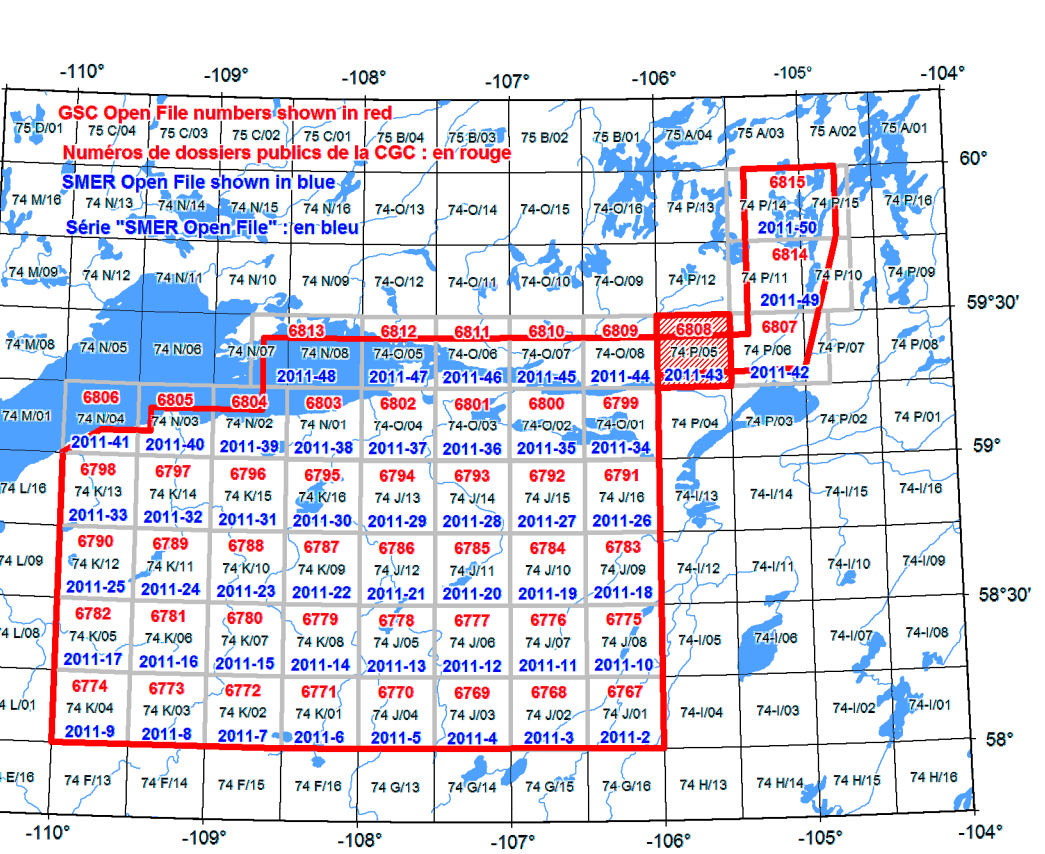 -110° -109° -108° -107° -106° -105° -104°
GSC Open File numbers shown in red
75 D/01 75 C/04 75 C/03 75 C/02 75 C/01 75 B/04 75 B/03 75 B/02 75 B/01 75 A/04 75 A/03 75 A/02 75 A/01
Numéros de dossiers publics de la CGC : en rouge
60°
SMER Open File shown in blue
6815
74 M/16 74 N/13 74 N/14 74 N/15 74 N/16 74-O/13 74-O/14 74-O/15 74-O/16 74 P/13 74 P/14 74 P/15 74 P/16
Série "SMER Open File" : en bleu
2011-50
6814
74 M/09 74 N/12 74 N/11 74 N/10 74 N/09 74-O/12 74-O/11 74-O/10 74-O/09 74 P/12 74 P/11 74 P/10 74 P/09
2011-49
59°30'
6813 6812 6811 6810 6809 6808 6807
74 M/08 74 N/05 74 N/06 74 N/07 74 N/08 74-O/05 74-O/06 74-O/07 74-O/08 74 P/05 74 P/06 74 P/07 74 P/08
2011-48 2011-47 2011-46 2011-45 2011-44 2011-43 2011-42
6806 6805 6804 6803 6802 6801 6800 6799
74 M/01 74 N/04 74 N/03 74 N/02 74 N/01 74-O/04 74-O/03 74-O/02 74-O/01 74 P/04 74 P/03 74 P/02 74 P/01
2011-41 2011-40 2011-39 2011-38 2011-37 2011-36 2011-35 2011-34
59°
6798 6797 6796 6795 6794 6793 6792 6791
74 L/16 74 K/13 74 K/14 74 K/15 74 K/16 74 J/13 74 J/14 74 J/15 74 J/16 74-I/13 74-I/14 74-I/15 74-I/16
2011-33 2011-32 2011-31 2011-30 2011-29 2011-28 2011-27 2011-26
6790 6789 6788 6787 6786 6785 6784 6783
74 L/09 74 K/12 74 K/11 74 K/10 74 K/09 74 J/12 74 J/11 74 J/10 74 J/09 74-I/12 74-I/11 74-I/10 74-I/09
2011-25 2011-24 2011-23 2011-22 2011-21 2011-20 2011-19 2011-18
58°30'
6782 6781 6780 6779 6778 6777 6776 6775
4 L/08 74 K/05 74 K/06 74 K/07 74 K/08 74 J/05 74 J/06 74 J/07 74 J/08 74-I/05 74-I/06 74-I/07 74-I/08
2011-17 2011-16 2011-15 2011-14 2011-13 2011-12 2011-11 2011-10
6774 6773 6772 6771 6770 6769 6768 6767
4 L/01 74 K/04 74 K/03 74 K/02 74 K/01 74 J/04 74 J/03 74 J/02 74 J/01 74-I/04 74-I/03 74-I/02 74-I/01
2011-9 2011-8 2011-7 2011-6 2011-5 2011-4 2011-3 2011-2
58°
E/16 74 F/13 74 F/14 74 F/15 74 F/16 74 G/13 74 G/14 74 G/15 74 G/16 74 H/13 74 H/14 74 H/15 74 H/16
-110° -109° -108° -107° -106° -105° -104°